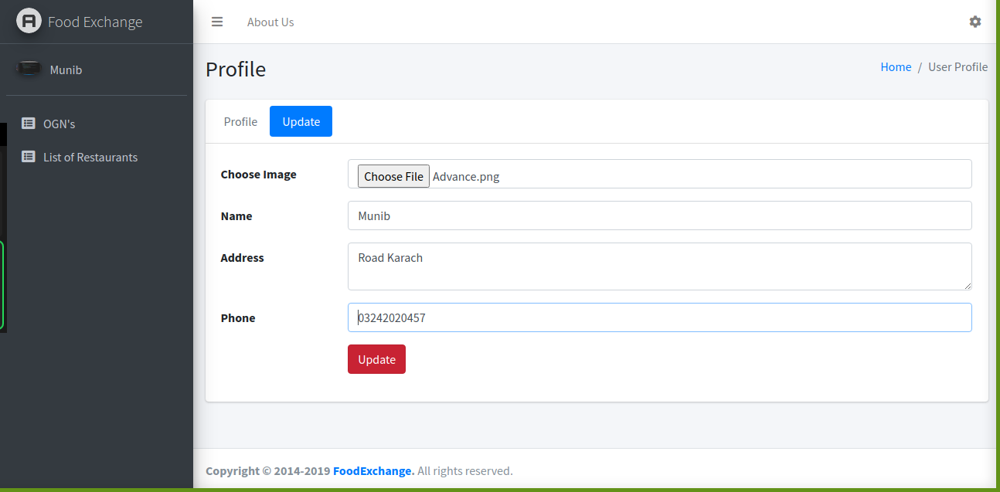 Food Exchange
About Us
Munib
Profile
Home / User Profile
OGN's
List of Restaurants
Profile
Update
Choose Image
Choose File Advance.png
Name
Munib
Address
Road Karach
Phone
03242020457
Update
Copyright © 2014-2019 FoodExchange. All rights reserved.